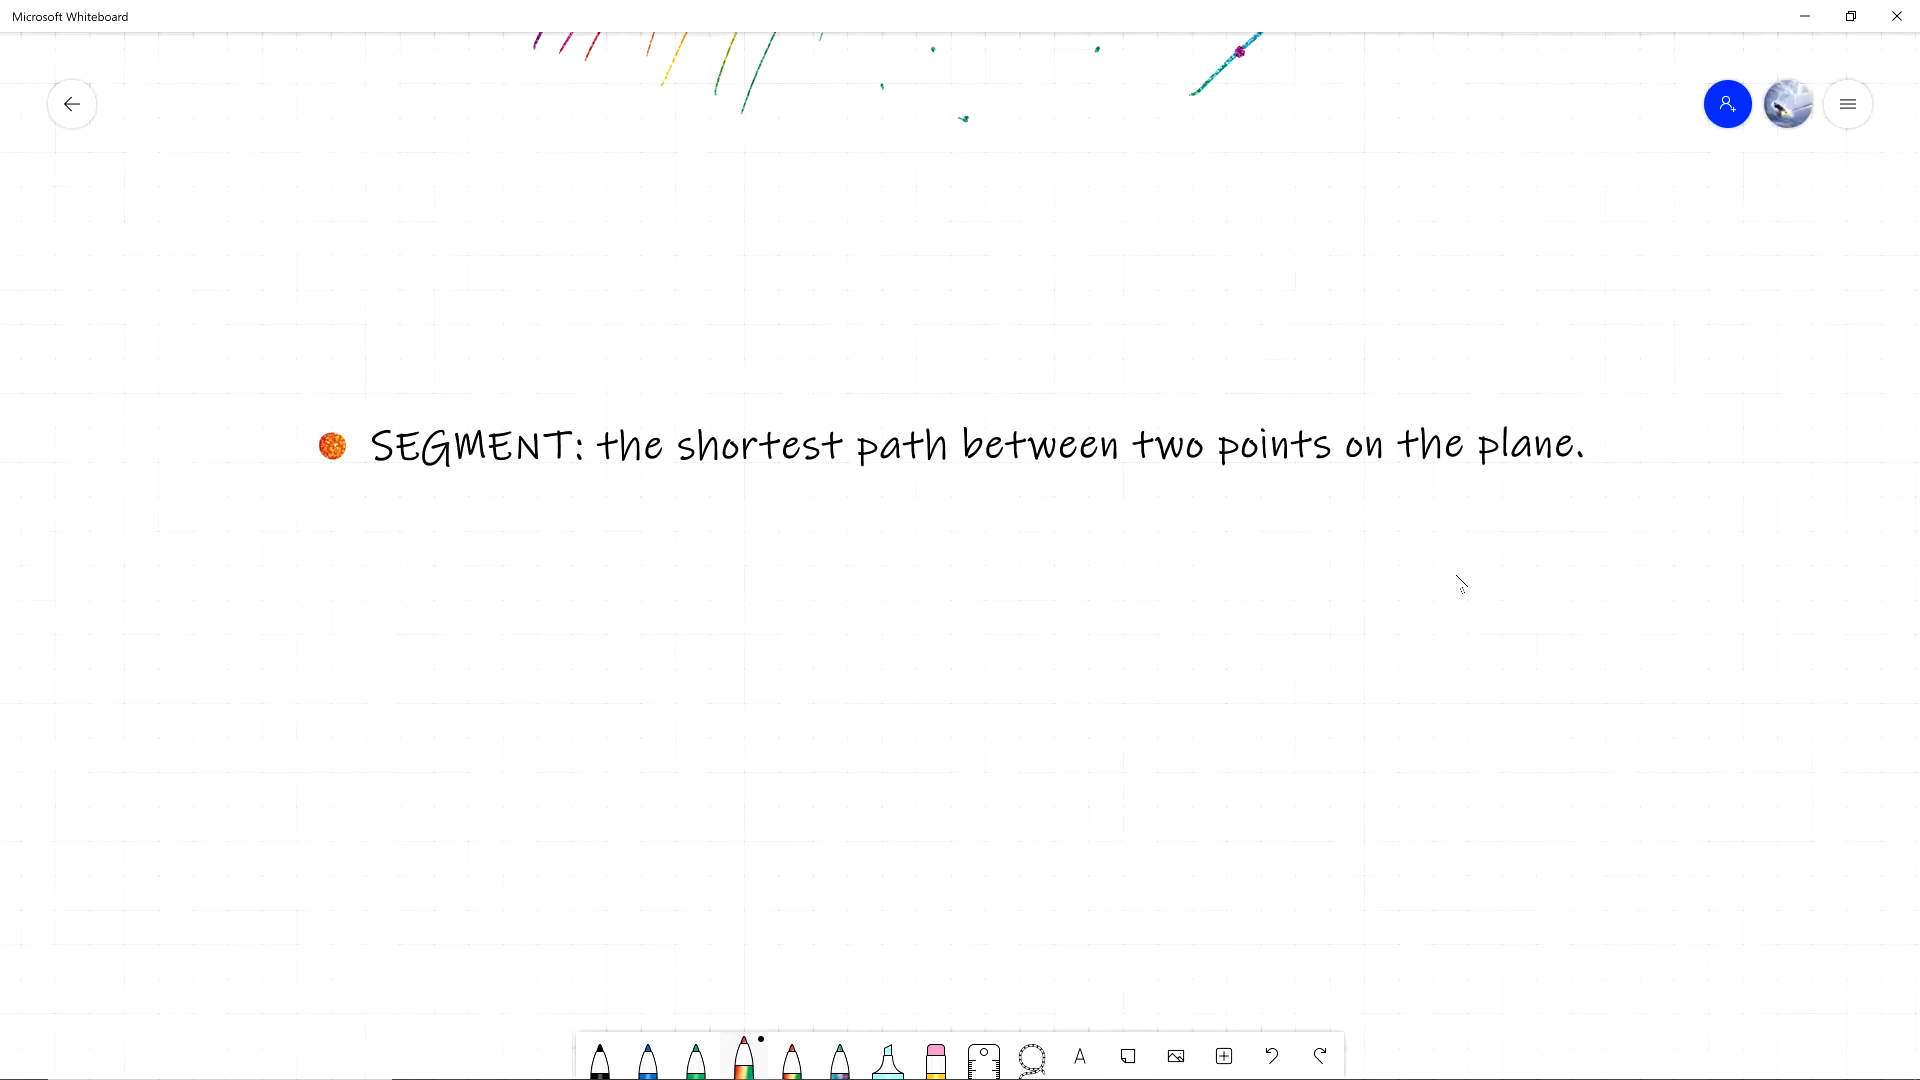 Microsoft Whiteboard
SEGMENT: the shortest path between two points on the plane.